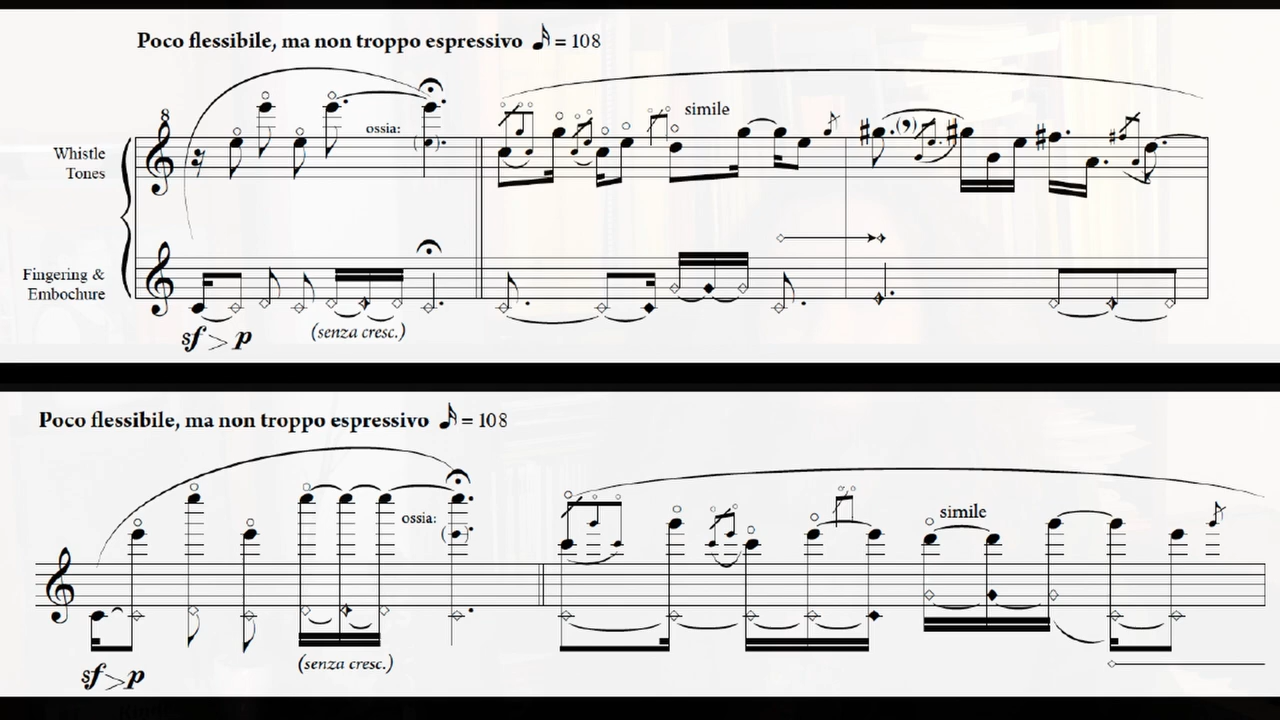 Poco flessibile, ma non troppo espressivo = 108
8
ossia:
simile
Whistle
Tones
Fingering &
Embochure
sf > p
(senza cresc.)
Poco flessibile, ma non troppo espressivo = 108
ossia:
simile
sf > p
(senza cresc.)